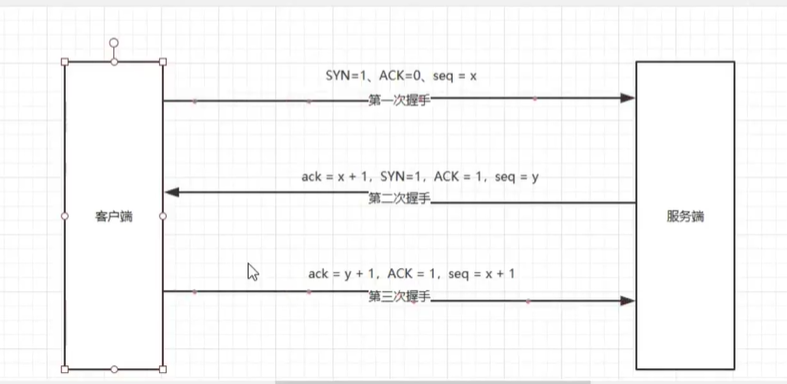 SYN=1、ACK=0、seq = x
第一次握手
ack = x + 1, SYN=1, ACK = 1, seq = y
第二次握手
客户端
服务端
ack = y + 1, ACK = 1, seq = x + 1
第三次握手